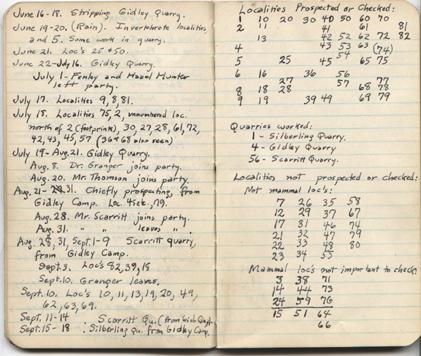 June 16-18. Stripping Gidley Quarry.
June 19-20. (Rain). Invertebrate localities
and 5. Some work in quarry.
June 21. Loc's 25 & 50.
June 22-July 16. Gidley Quarry.
July 1 - Fenley and Hazel Hunter
left party.
July 17. Localities 9, 8, 81.
July 18. Localities 75, 2, unnumbered loc.
north of 2 (footprints), 30, 27, 28, 61, 72,
42, 43, 45, 57 (36 & 68 also seen)
July 19-Aug. 21. Gidley Quarry.
Aug. 8. Dr. Granger joins party.
Aug. 20. Mr. Thomson joins party.
Aug. 21-31. Chiefly prospecting, from
Gidley Camp. Loc. 45 etc., 79.
Aug. 28. Mr. Scarritt joins party.
Aug. 31. " " leaves " .
Aug. 28, 31, Sept. 1-9 Scarritt quarry,
from Gidley Camp.
Sept. 3. Loc's 82, 39, 15
Sept. 10. Granger leaves.
Sept. 10. Loc's 10, 11, 13, 19, 20, 49,
62, 63, 69.
Sept. 11-14 Scarritt Qu. (from Gidley Camp).
Sept. 15-18 : Silberling Qu. from Gidley Camp.
Localities Prospected or Checked:
1 10 20 30 40 50 60 70
2 11 41 61 81
13 42 52 62 72 82
4 43 53 63 (74)
54
5 25 45 65 75
6 16 36 56
27 57 77
8 18 28 68 78
9 19 39 49 69 79
Quarries worked:
1 - Silberling Quarry.
4 - Gidley Quarry
56 - Scarritt Quarry.
Localities not prospected or checked:
Not mammal loc's:
7 26 35 58
12 29 37 67
17 31 46 74
21 32 47 79
22 33 48 80
23 34 55
Mammal loc's not important to check:
3 38 71
14 44 73
24 59 76
15 51 64
66